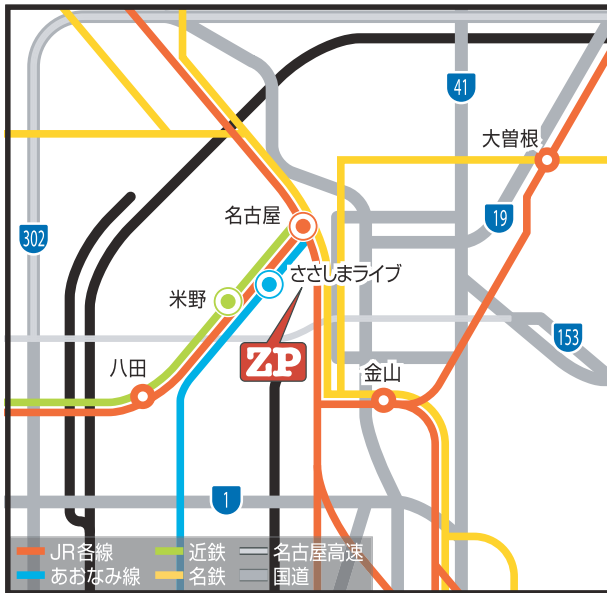 41
大曽根
19
名古屋
302
ささしまライブ
米野
153
ZP
八田
金山
1
JR各線 近鉄 名古屋高速
あおなみ線 名鉄 国道